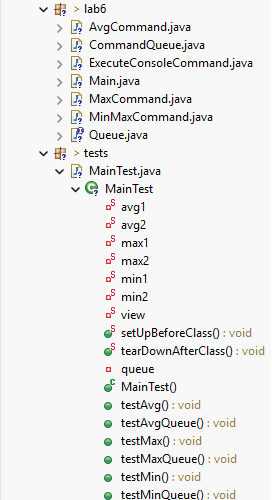 > lab6
> AvgCommand.java
> CommandQueue.java
> ExecuteConsoleCommand.java
> Main.java
> MaxCommand.java
> MinMaxCommand.java
> Queue.java
> tests
MainTest.java
MainTest
avg1
avg2
max1
max2
min1
min2
view
setUpBeforeClass() : void
tearDownAfterClass() : void
queue
MainTest()
testAvg() : void
testAvgQueue() : void
testMax() : void
testMaxQueue() : void
testMin() : void
testMinQueue() : void